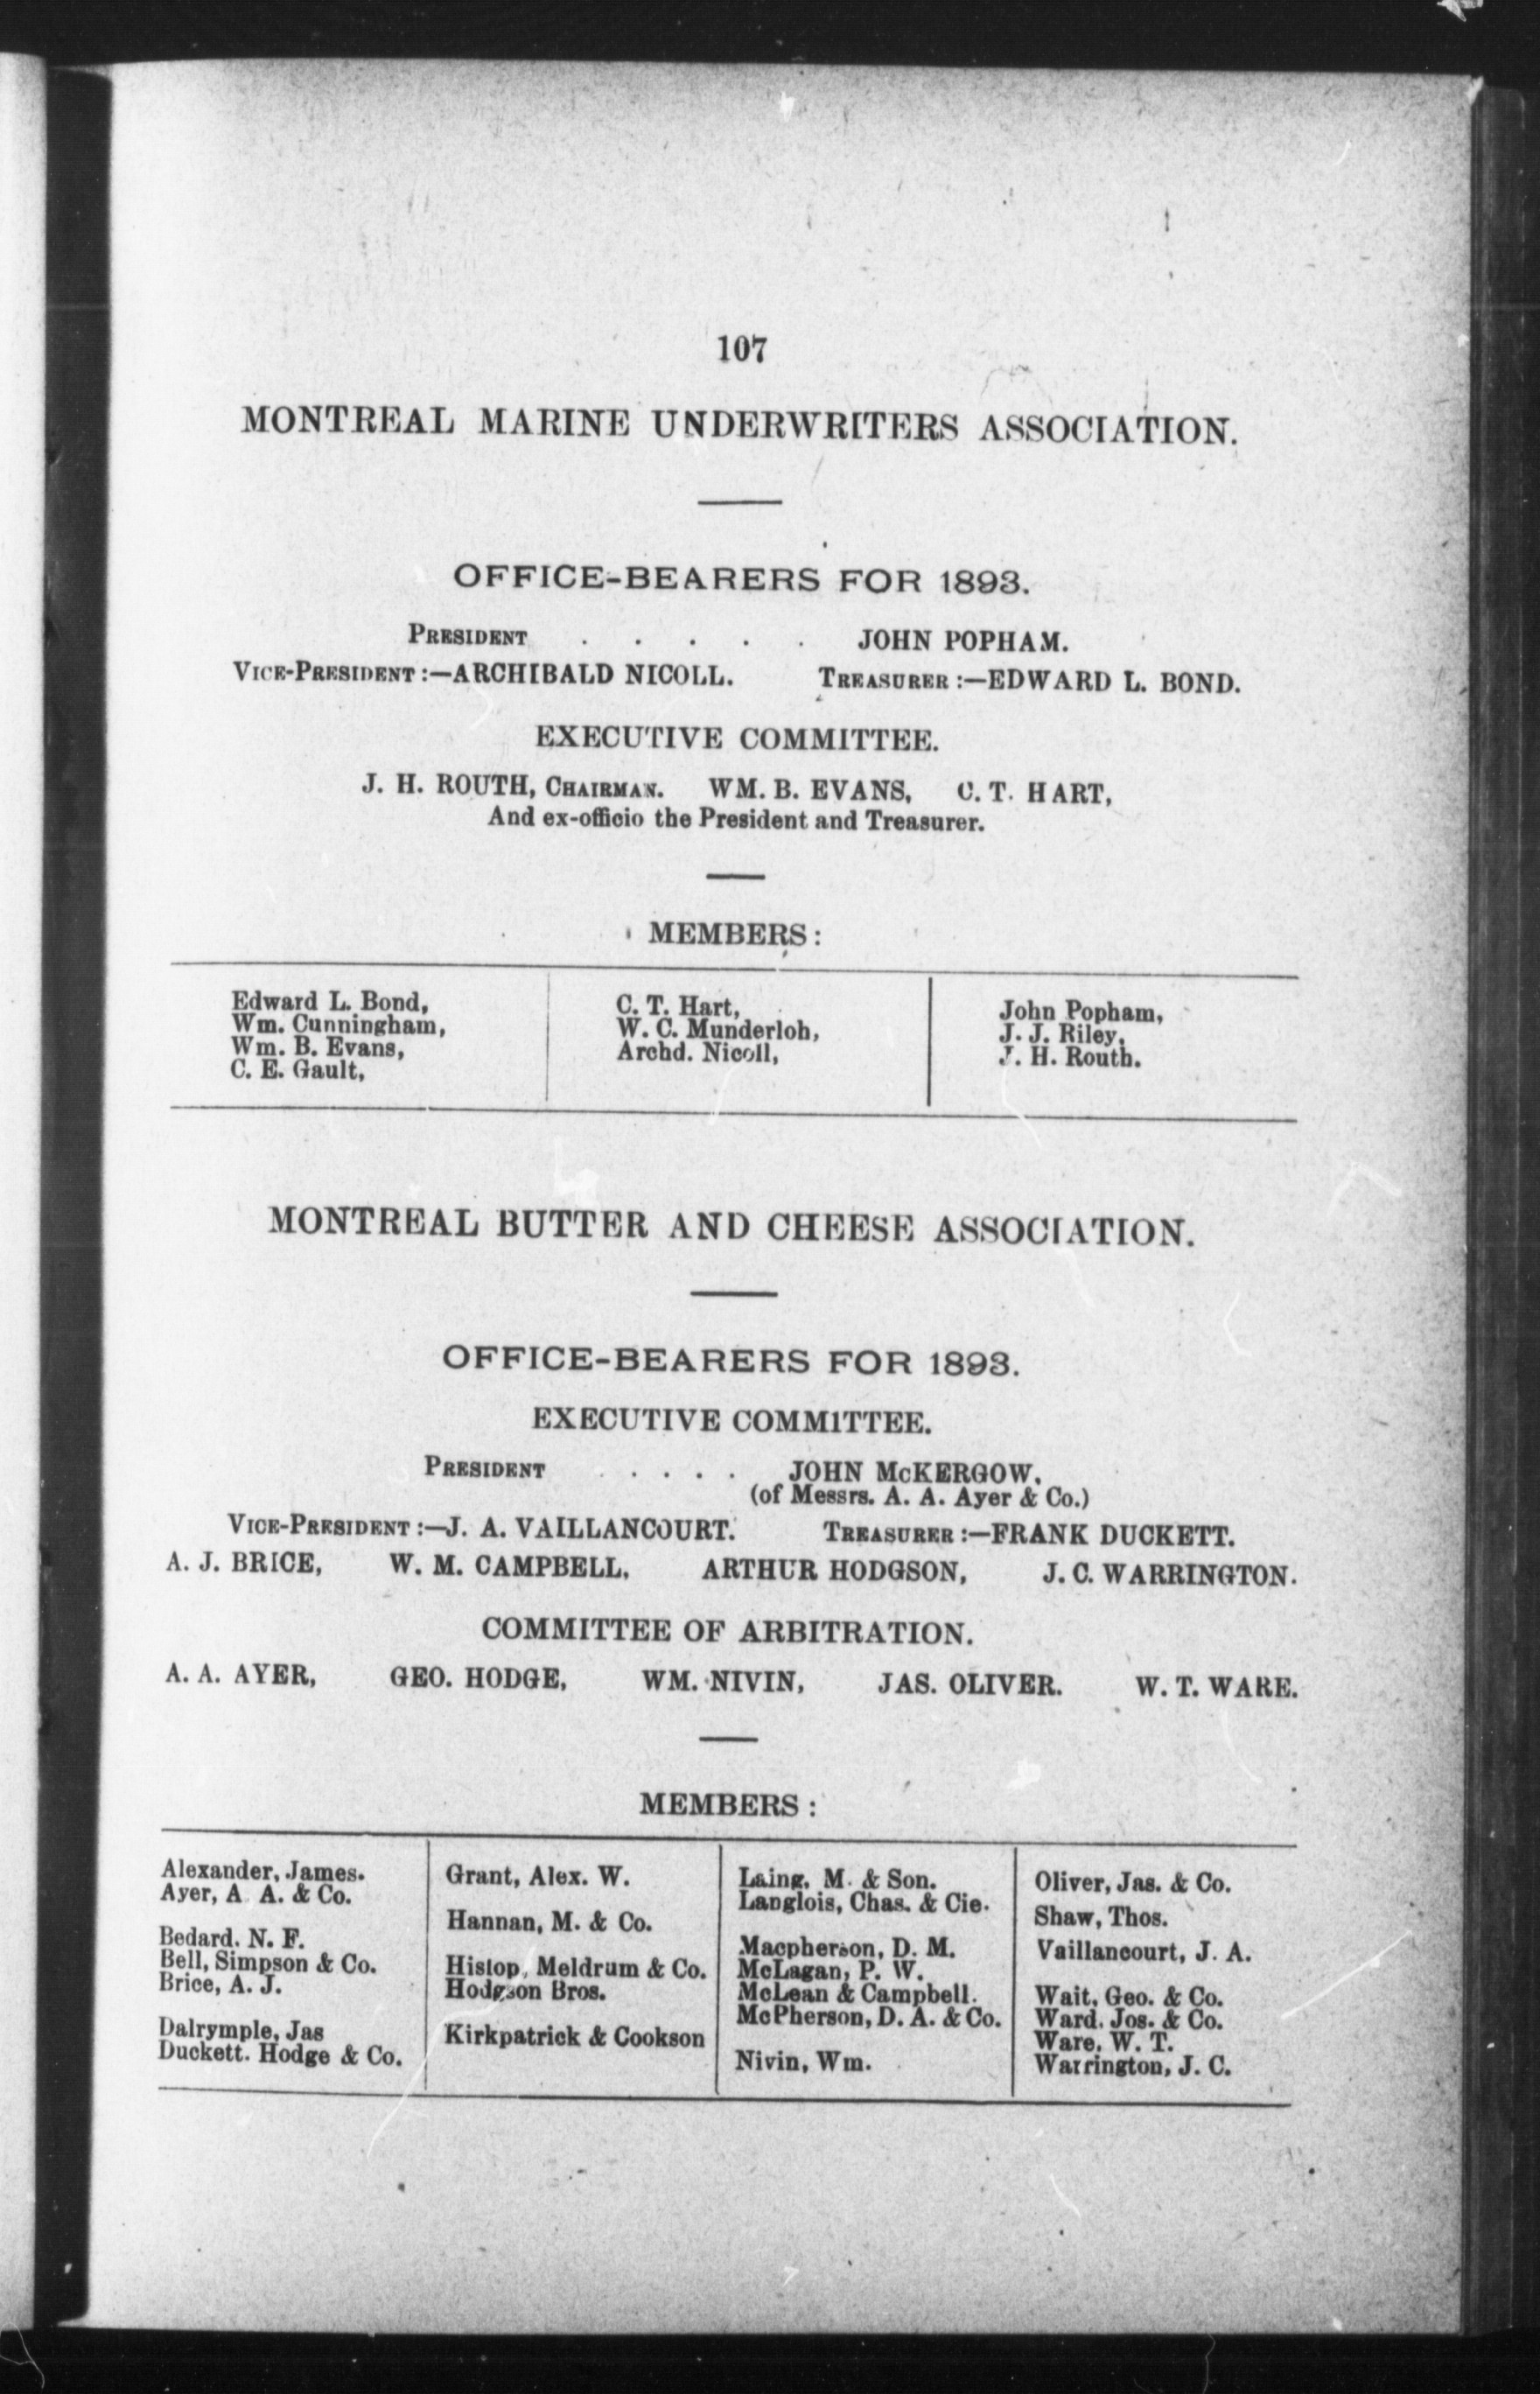 107
MONTREAL MARINE UNDERWRITERS ASSOCIATION.
OFFICE-BEARERS FOR 1893.
PRESIDENT . . . . . JOHN POPHAM.
VICE-PRESIDENT :—ARCHIBALD NICOLL. TREASURER :—EDWARD L. BOND.
EXECUTIVE COMMITTEE.
J. H. ROUTH, CHAIRMAN. WM. B. EVANS, C. T. HART,
And ex-officio the President and Treasurer.
MEMBERS :
Edward L. Bond,
Wm. Cunningham,
Wm. B. Evans,
C. E. Gault,
C. T. Hart,
W. C. Munderloh,
Archd. Nicoll,
John Popham,
J. J. Riley,
J. H. Routh.
MONTREAL BUTTER AND CHEESE ASSOCIATION.
OFFICE-BEARERS FOR 1893.
EXECUTIVE COMMITTEE.
PRESIDENT . . . . . JOHN McKERGOW,
(of Messrs. A. A. Ayer & Co.)
VICE-PRESIDENT :—J. A. VAILLANCOURT. TREASURER :—FRANK DUCKETT.
A. J. BRICE, W. M. CAMPBELL, ARTHUR HODGSON, J. C. WARRINGTON.
COMMITTEE OF ARBITRATION.
A. A. AYER, GEO. HODGE, WM. NIVIN, JAS. OLIVER. W. T. WARE.
MEMBERS :
Alexander, James.
Ayer, A. A. & Co.
Bedard. N. F.
Bell, Simpson & Co.
Brice, A. J.
Dalrymple, Jas
Duckett. Hodge & Co.
Grant, Alex. W.
Hannan, M. & Co.
Hislop, Meldrum & Co.
Hodgson Bros.
Kirkpatrick & Cookson
Laing, M. & Son.
Langlois, Chas. & Cie.
Macpherson, D. M.
McLagan, P. W.
McLean & Campbell.
McPherson, D. A. & Co.
Nivin, Wm.
Oliver, Jas. & Co.
Shaw, Thos.
Vaillancourt, J. A.
Wait, Geo. & Co.
Ward. Jos. & Co.
Ware, W. T.
Warrington, J. C.